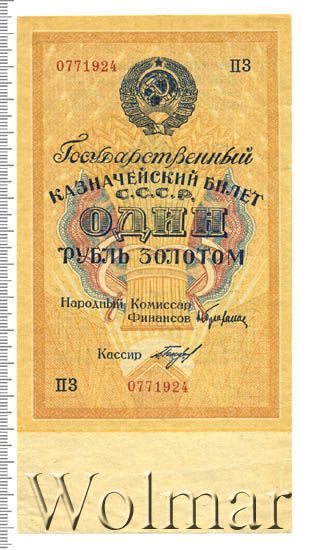 0771924 ПЗ
Государственный
КАЗНАЧЕЙСКИЙ БИЛЕТ
С.С.С.Р.
ОДИН
РУБЛЬ ЗОЛОТОМ
Народный Комиссар
Финансов
Кассир
ПЗ 0771924
Wolmar